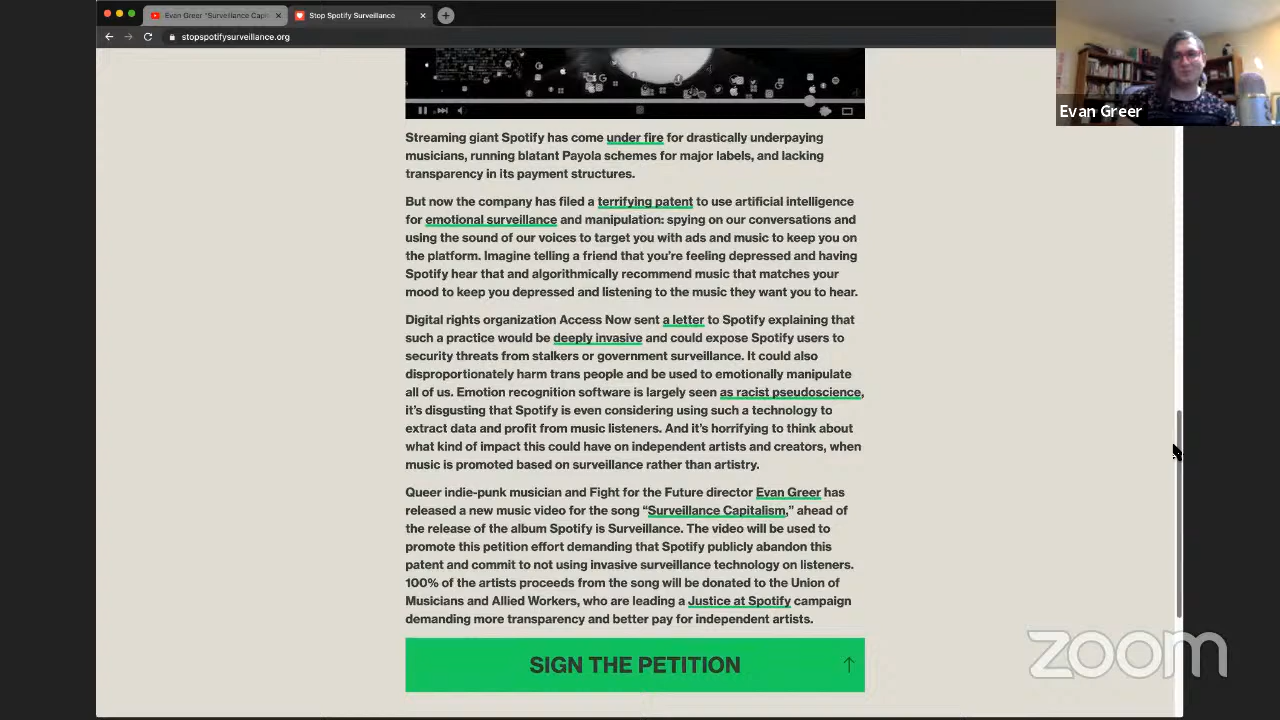 Evan Greer "Surveillance Capi
Stop Spotify Surveillance
stopspotifysurveillance.org
Evan Greer
Streaming giant Spotify has come under fire for drastically underpaying
musicians, running blatant Payola schemes for major labels, and lacking
transparency in its payment structures.
But now the company has filed a terrifying patent to use artificial intelligence
for emotional surveillance and manipulation: spying on our conversations and
using the sound of our voices to target you with ads and music to keep you on
the platform. Imagine telling a friend that you're feeling depressed and having
Spotify hear that and algorithmically recommend music that matches your
mood to keep you depressed and listening to the music they want you to hear.
Digital rights organization Access Now sent a letter to Spotify explaining that
such a practice would be deeply invasive and could expose Spotify users to
security threats from stalkers or government surveillance. It could also
disproportionately harm trans people and be used to emotionally manipulate
all of us. Emotion recognition software is largely seen as racist pseudoscience,
it's disgusting that Spotify is even considering using such a technology to
extract data and profit from music listeners. And it's horrifying to think about
what kind of impact this could have on independent artists and creators, when
music is promoted based on surveillance rather than artistry.
Queer indie-punk musician and Fight for the Future director Evan Greer has
released a new music video for the song “Surveillance Capitalism,” ahead of
the release of the album Spotify is Surveillance. The video will be used to
promote this petition effort demanding that Spotify publicly abandon this
patent and commit to not using invasive surveillance technology on listeners.
100% of the artists proceeds from the song will be donated to the Union of
Musicians and Allied Workers, who are leading a Justice at Spotify campaign
demanding more transparency and better pay for independent artists.
SIGN THE PETITION ↑
zoom